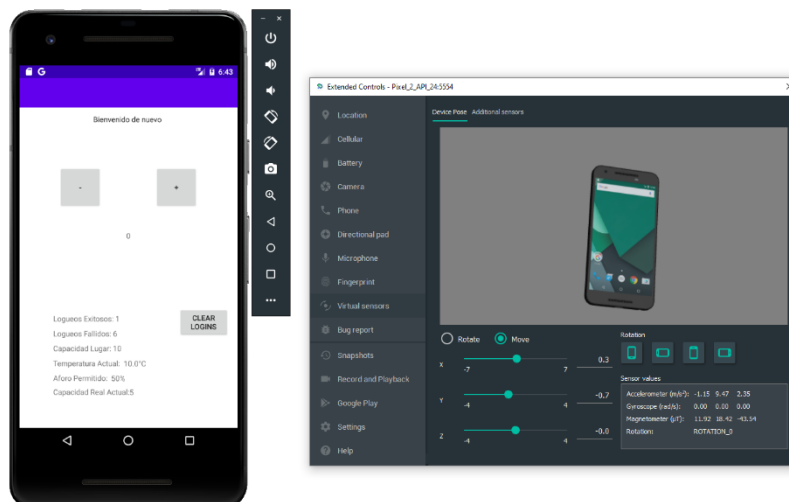 6:43
Bienvenido de nuevo
-
+
0
Logueos Exitosos: 1
Logueos Fallidos: 6
Capacidad Lugar: 10
Temperatura Actual: 10.0°C
Aforo Permitido: 50%
Capacidad Real Actual:5
CLEAR
LOGINS
Extended Controls - Pixel_2_API_24:5554
Location
Cellular
Battery
Camera
Phone
Directional pad
Microphone
Fingerprint
Virtual sensors
Bug report
Snapshots
Record and Playback
Google Play
Settings
Help
Device Pose Additional sensors
Rotate Move
X -7 7 0.3
Y -4 4 -0.7
Z -4 4 -0.0
Rotation
Sensor values
Accelerometer (m/s²): -1.15 9.47 2.35
Gyroscope (rad/s): 0.00 0.00 0.00
Magnetometer (μT): 11.92 18.42 -43.54
Rotation: ROTATION_0